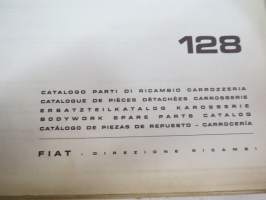 128
CATALOGO PARTI DI RICAMBIO CARROZZERIA
CATALOGUE DE PIÈCES DÉTACHÉES CARROSSERIE
ERSATZTEILKATALOG KAROSSERIE
BODYWORK SPARE PARTS CATALOG
CATÁLOGO DE PIEZAS DE REPUESTO - CARROCERÍA
FIAT - DIREZIONE RICAMBI